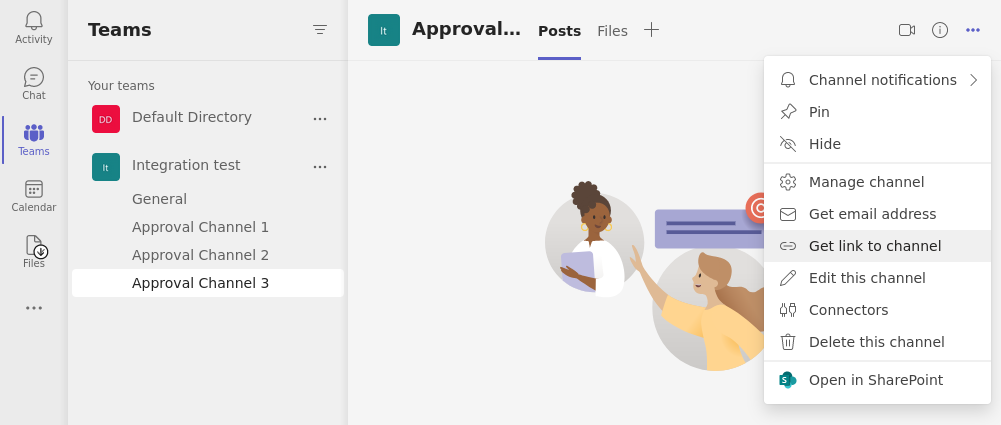 Activity
Chat
Teams
Calendar
Files
Teams
Your teams
DD Default Directory
It Integration test
General
Approval Channel 1
Approval Channel 2
Approval Channel 3
It Approval... Posts Files
Channel notifications
Pin
Hide
Manage channel
Get email address
Get link to channel
Edit this channel
Connectors
Delete this channel
S Open in SharePoint